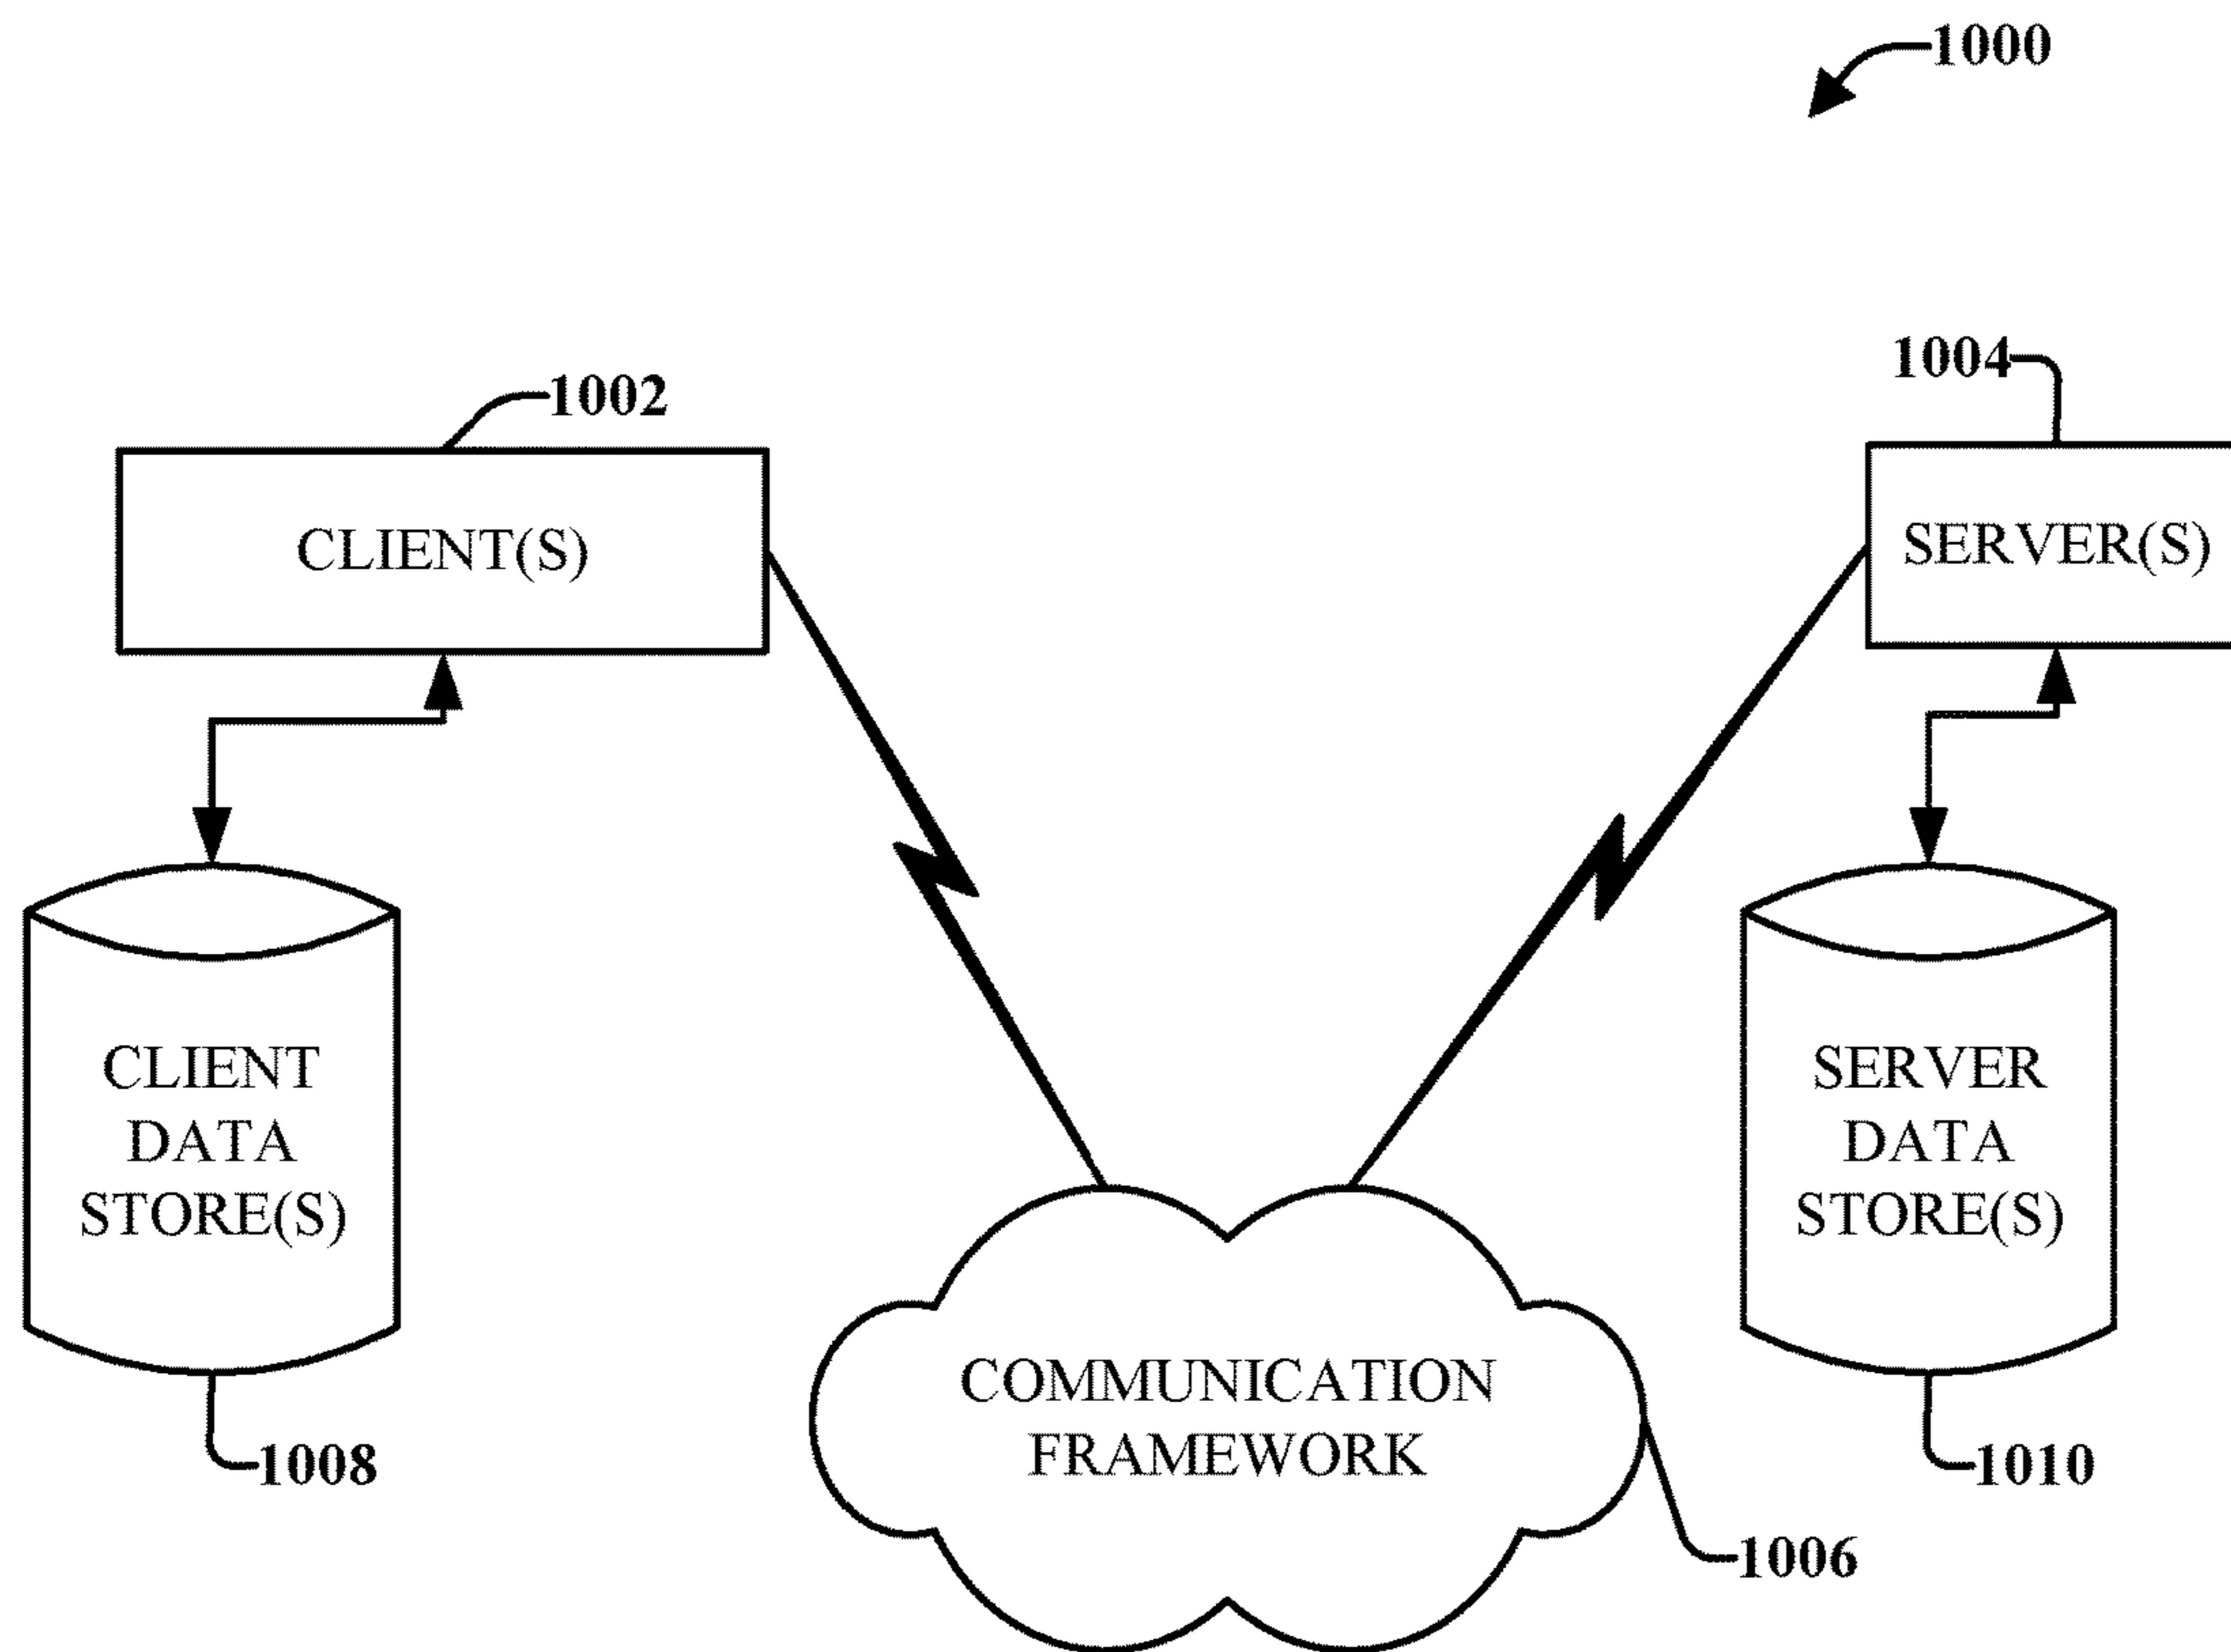 1000
1002
1004
CLIENT(S)
SERVER(S)
CLIENT
DATA
STORE(S)
SERVER
DATA
STORE(S)
COMMUNICATION
FRAMEWORK
1008
1010
1006